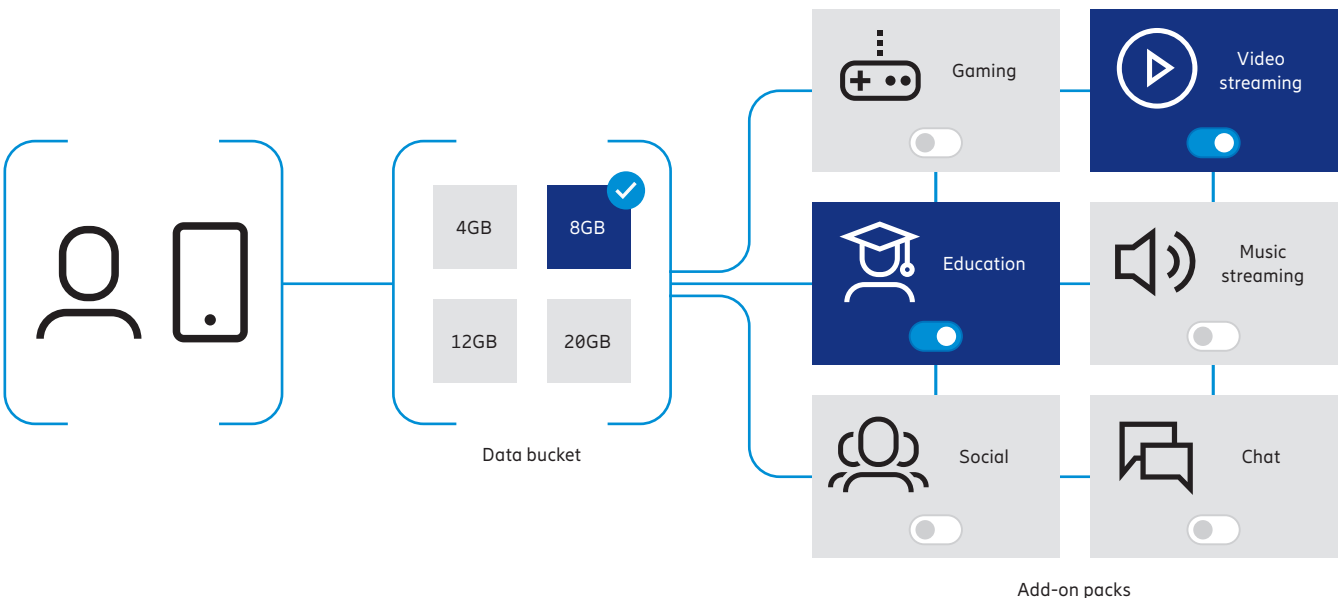 Gaming
Video
streaming
4GB
8GB
Education
Music
streaming
12GB
20GB
Data bucket
Social
Chat
Add-on packs